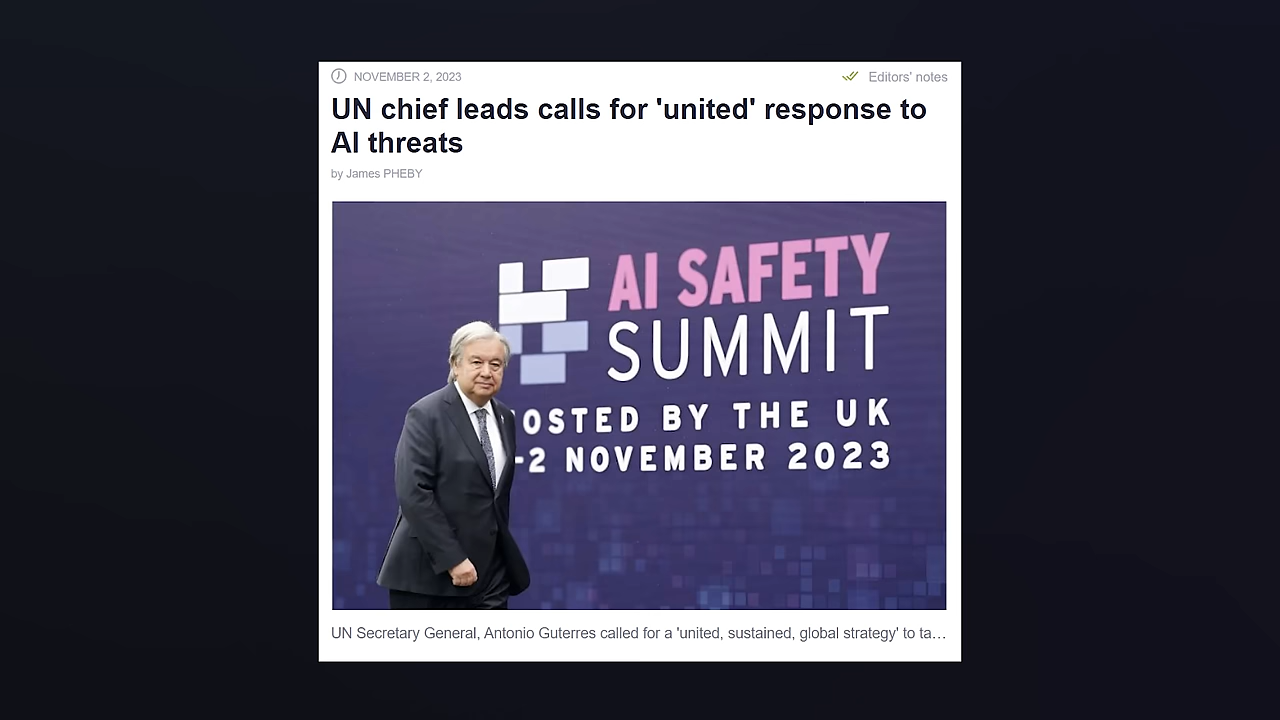 NOVEMBER 2, 2023
Editors' notes
UN chief leads calls for 'united' response to
AI threats
by James PHEBY
AI SAFETY
SUMMIT
OSTED BY THE UK
-2 NOVEMBER 2023
UN Secretary General, Antonio Guterres called for a 'united, sustained, global strategy' to ta…